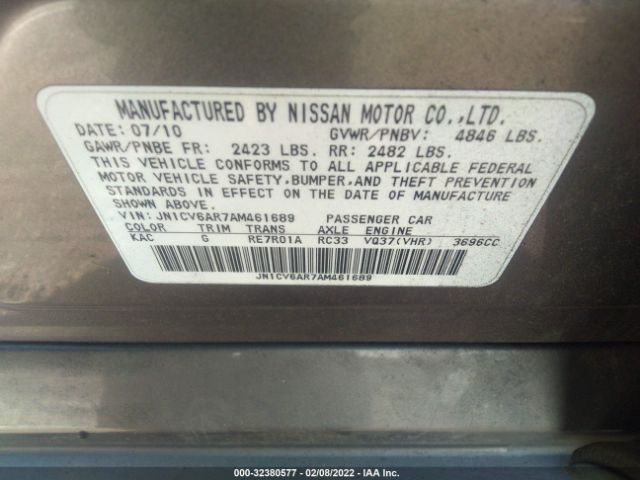 MANUFACTURED BY NISSAN MOTOR CO.,LTD.
DATE: 07/10 GVWR/PNBV: 4846 LBS.
GAWR/PNBE FR: 2423 LBS. RR: 2482 LBS.
THIS VEHICLE CONFORMS TO ALL APPLICABLE FEDERAL
MOTOR VEHICLE SAFETY, BUMPER, AND THEFT PREVENTION
STANDARDS IN EFFECT ON THE DATE OF MANUFACTURE
SHOWN ABOVE.
VIN: JN1CV6AR7AM461689 PASSENGER CAR
COLOR TRIM TRANS AXLE ENGINE
KAC G RE7R01A RC33 VQ37(VHR) 3696CC
JN1CV6AR7AM461689
000-32380577 - 02/08/2022 - IAA Inc.